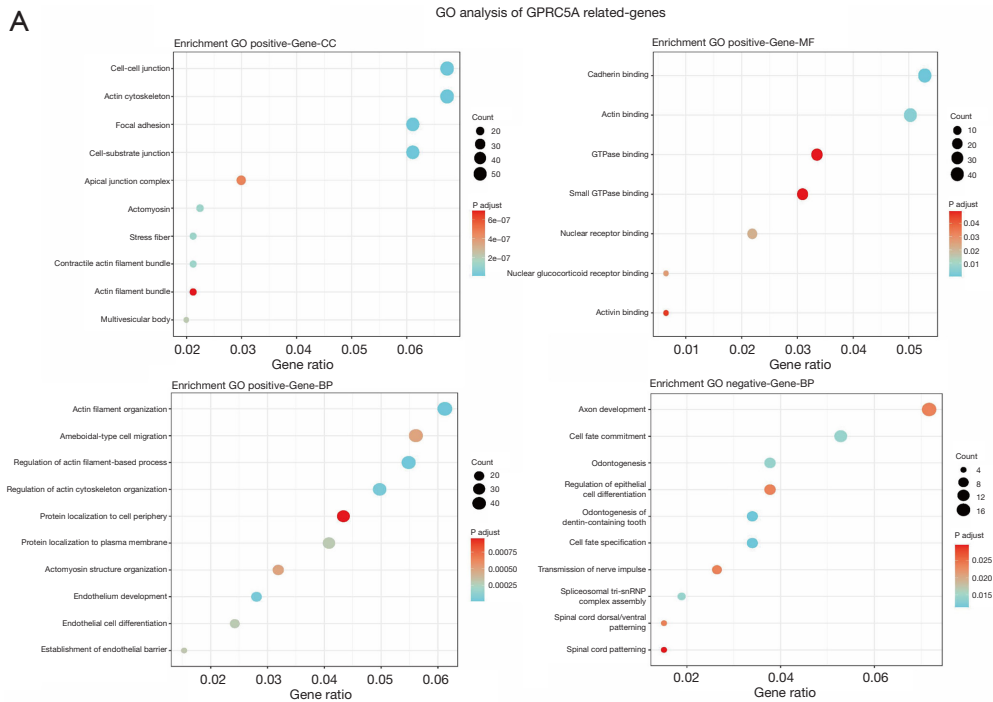 A
GO analysis of GPRC5A related-genes
Enrichment GO positive-Gene-CC
Cell-cell junction
Actin cytoskeleton
Focal adhesion
Cell-substrate junction
Apical junction complex
Actomyosin
Stress fiber
Contractile actin filament bundle
Actin filament bundle
Multivesicular body
0.02 0.03 0.04 0.05 0.06
Gene ratio
Count
20
30
40
50
P adjust
6e-07
4e-07
2e-07
Enrichment GO positive-Gene-MF
Cadherin binding
Actin binding
GTPase binding
Small GTPase binding
Nuclear receptor binding
Nuclear glucocorticoid receptor binding
Activin binding
0.01 0.02 0.03 0.04 0.05
Gene ratio
Count
10
20
30
40
P adjust
0.04
0.03
0.02
0.01
Enrichment GO positive-Gene-BP
Actin filament organization
Ameboidal-type cell migration
Regulation of actin filament-based process
Regulation of actin cytoskeleton organization
Protein localization to cell periphery
Protein localization to plasma membrane
Actomyosin structure organization
Endothelium development
Endothelial cell differentiation
Establishment of endothelial barrier
0.02 0.03 0.04 0.05 0.06
Gene ratio
Count
20
30
40
P adjust
0.00075
0.00050
0.00025
Enrichment GO negative-Gene-BP
Axon development
Cell fate commitment
Odontogenesis
Regulation of epithelial
cell differentiation
Odontogenesis of
dentin-containing tooth
Cell fate specification
Transmission of nerve impulse
Spliceosomal tri-snRNP
complex assembly
Spinal cord dorsal/ventral
patterning
Spinal cord patterning
0.02 0.04 0.06
Gene ratio
Count
4
8
12
16
P adjust
0.025
0.020
0.015